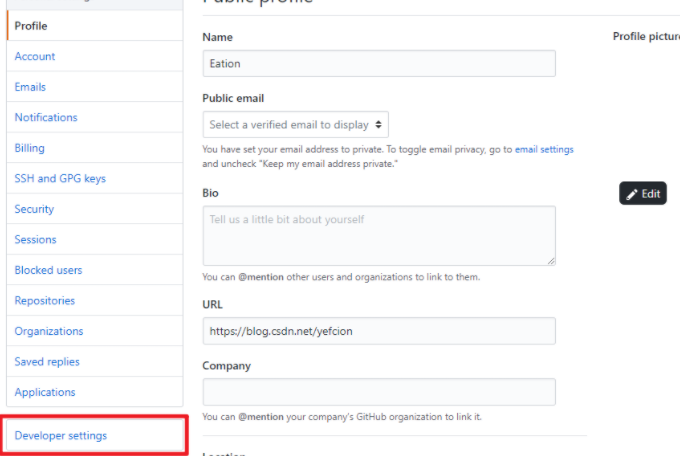 Public profile
Profile
Account
Emails
Notifications
Billing
SSH and GPG keys
Security
Sessions
Blocked users
Repositories
Organizations
Saved replies
Applications
Developer settings
Name
Eation
Public email
Select a verified email to display
You have set your email address to private. To toggle email privacy, go to email settings
and uncheck "Keep my email address private."
Bio
Tell us a little bit about yourself
You can @mention other users and organizations to link to them.
URL
https://blog.csdn.net/yefcion
Company
You can @mention your company's GitHub organization to link it.
Location
Profile picture
Edit